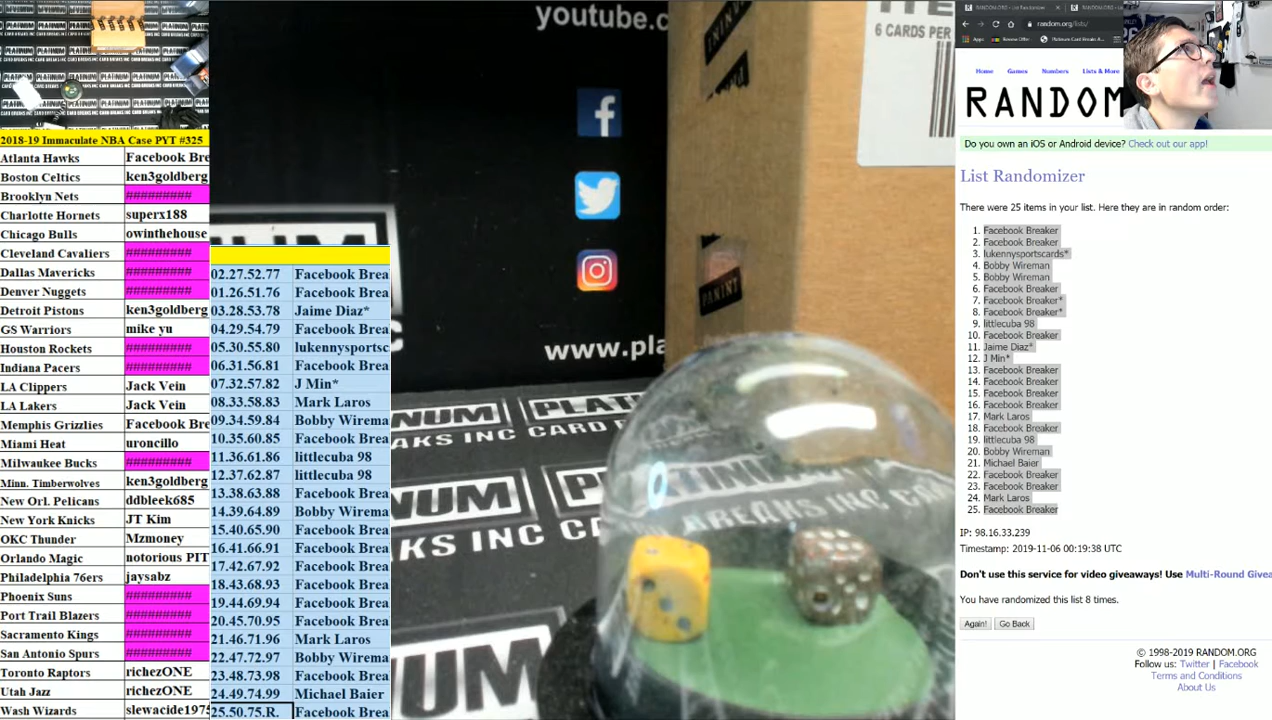 2018-19 Immaculate NBA Case PYT #325
Atlanta Hawks Facebook Bre
Boston Celtics ken3goldberg
Brooklyn Nets #########
Charlotte Hornets superx188
Chicago Bulls owinthehouse
Cleveland Cavaliers #########
Dallas Mavericks #########
Denver Nuggets #########
Detroit Pistons ken3goldberg
GS Warriors mike yu
Houston Rockets #########
Indiana Pacers #########
LA Clippers Jack Vein
LA Lakers Jack Vein
Memphis Grizzlies Facebook Bre
Miami Heat uroncillo
Milwaukee Bucks #########
Minn. Timberwolves ken3goldberg
New Orl. Pelicans ddbleek685
New York Knicks JT Kim
OKC Thunder Mzmoney
Orlando Magic notorious PIT
Philadelphia 76ers jaysabz
Phoenix Suns #########
Port Trail Blazers #########
Sacramento Kings #########
San Antonio Spurs #########
Toronto Raptors richezONE
Utah Jazz richezONE
Wash Wizards slewacide1975
02.27.52.77 Facebook Brea
01.26.51.76 Facebook Brea
03.28.53.78 Jaime Diaz*
04.29.54.79 Facebook Brea
05.30.55.80 lukennysportsc
06.31.56.81 Facebook Brea
07.32.57.82 J Min*
08.33.58.83 Mark Laros
09.34.59.84 Bobby Wirema
10.35.60.85 Facebook Brea
11.36.61.86 littlecuba 98
12.37.62.87 littlecuba 98
13.38.63.88 Facebook Brea
14.39.64.89 Bobby Wirema
15.40.65.90 Facebook Brea
16.41.66.91 Facebook Brea
17.42.67.92 Facebook Brea
18.43.68.93 Facebook Brea
19.44.69.94 Facebook Brea
20.45.70.95 Facebook Brea
21.46.71.96 Mark Laros
22.47.72.97 Bobby Wirema
23.48.73.98 Facebook Brea
24.49.74.99 Michael Baier
25.50.75.R. Facebook Brea
youtube.c
www.pla
6 CARDS PER
PANINI
random.org/lists/
Home Games Numbers Lists & More
RANDOM
Do you own an iOS or Android device? Check out our app!
List Randomizer
There were 25 items in your list. Here they are in random order:
1. Facebook Breaker
2. Facebook Breaker
3. lukennysportscards*
4. Bobby Wireman
5. Bobby Wireman
6. Facebook Breaker
7. Facebook Breaker*
8. Facebook Breaker*
9. littlecuba 98
10. Facebook Breaker
11. Jaime Diaz*
12. J Min*
13. Facebook Breaker
14. Facebook Breaker
15. Facebook Breaker
16. Facebook Breaker
17. Mark Laros
18. Facebook Breaker
19. littlecuba 98
20. Bobby Wireman
21. Michael Baier
22. Facebook Breaker
23. Facebook Breaker
24. Mark Laros
25. Facebook Breaker
IP: 98.16.33.239
Timestamp: 2019-11-06 00:19:38 UTC
Don't use this service for video giveaways! Use Multi-Round Givea
You have randomized this list 8 times.
Again! Go Back
© 1998-2019 RANDOM.ORG
Follow us: Twitter | Facebook
Terms and Conditions
About Us